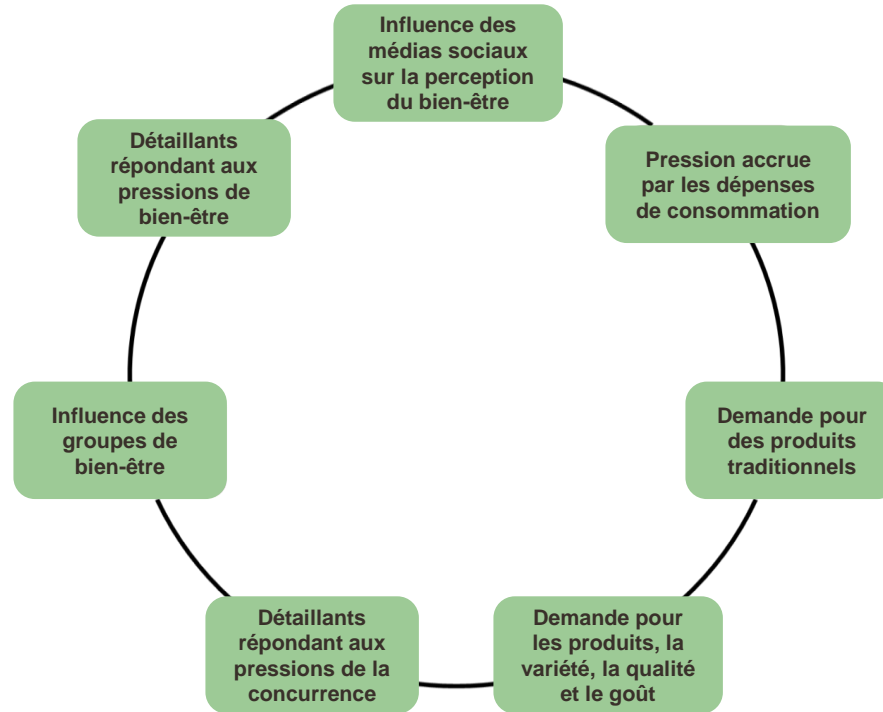 Influence des
médias sociaux
sur la perception
du bien-être
Pression accrue
par les dépenses
de consommation
Demande pour
des produits
traditionnels
Demande pour
les produits, la
variété, la qualité
et le goût
Détaillants
répondant aux
pressions de la
concurrence
Influence des
groupes de
bien-être
Détaillants
répondant aux
pressions de
bien-être